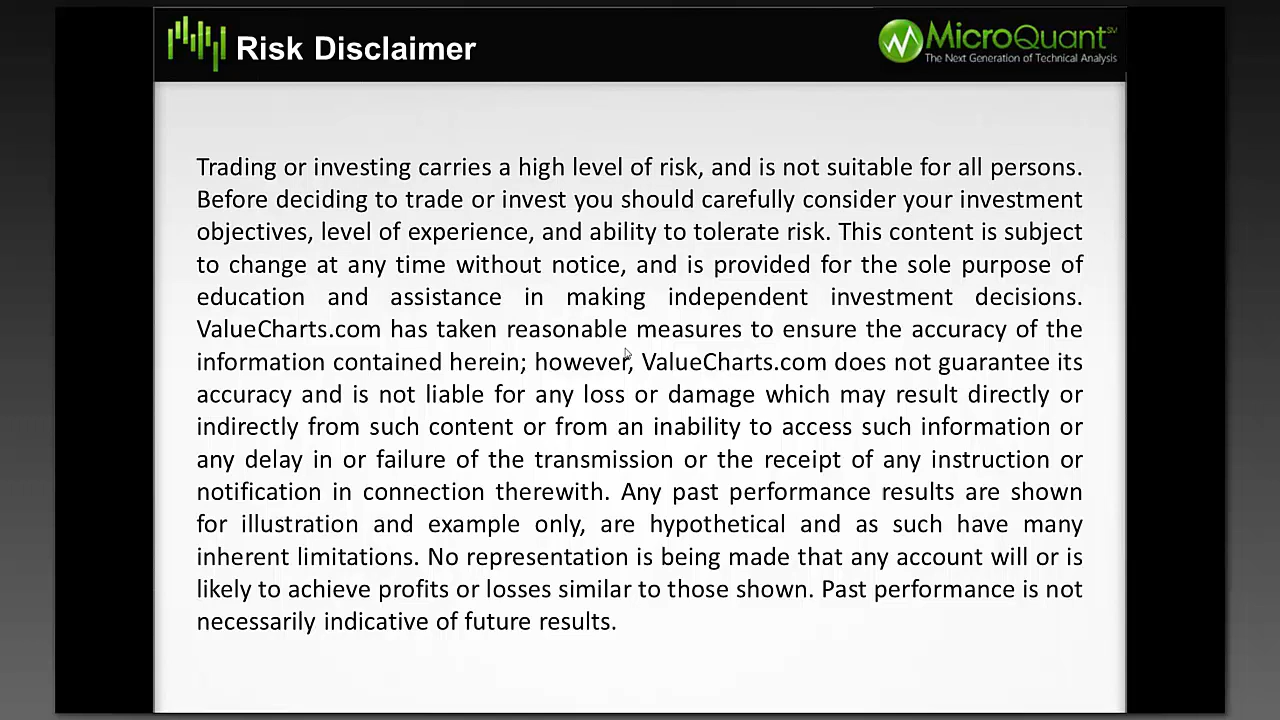 Risk Disclaimer
MicroQuant SM
The Next Generation of Technical Analysis
Trading or investing carries a high level of risk, and is not suitable for all persons.
Before deciding to trade or invest you should carefully consider your investment
objectives, level of experience, and ability to tolerate risk. This content is subject
to change at any time without notice, and is provided for the sole purpose of
education and assistance in making independent investment decisions.
ValueCharts.com has taken reasonable measures to ensure the accuracy of the
information contained herein; however, ValueCharts.com does not guarantee its
accuracy and is not liable for any loss or damage which may result directly or
indirectly from such content or from an inability to access such information or
any delay in or failure of the transmission or the receipt of any instruction or
notification in connection therewith. Any past performance results are shown
for illustration and example only, are hypothetical and as such have many
inherent limitations. No representation is being made that any account will or is
likely to achieve profits or losses similar to those shown. Past performance is not
necessarily indicative of future results.